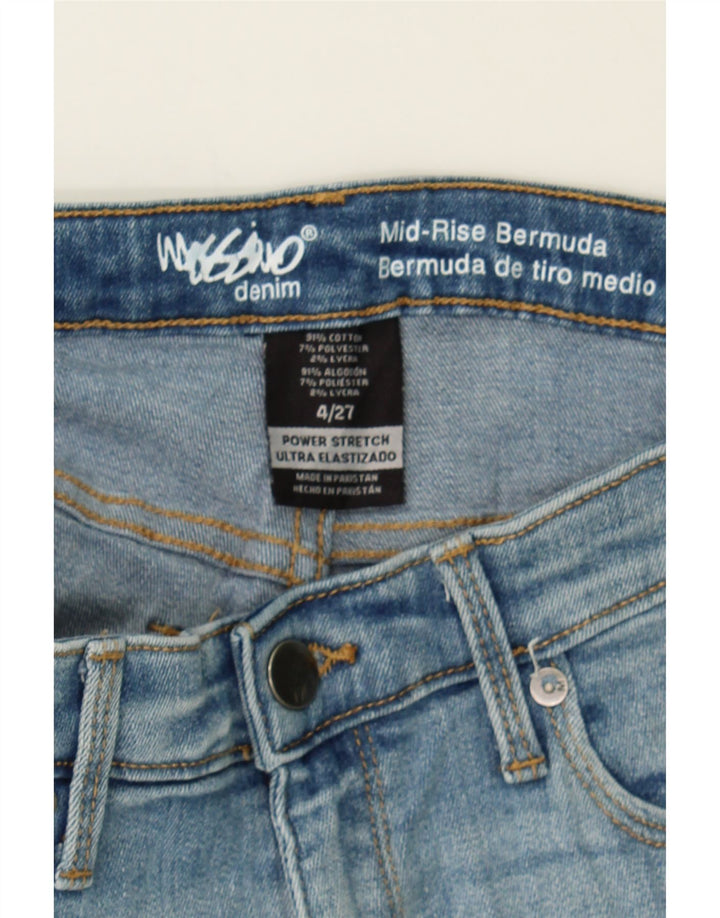 Mossimo®
denim
Mid-Rise Bermuda
Bermuda de tiro medio
91% COTTON
7% POLYESTER
2% LYCRA
91% ALGODÓN
7% POLIÉSTER
2% LYCRA
4/27
POWER STRETCH
ULTRA ELASTIZADO
MADE IN PAKISTAN
HECHO EN PAKISTÁN